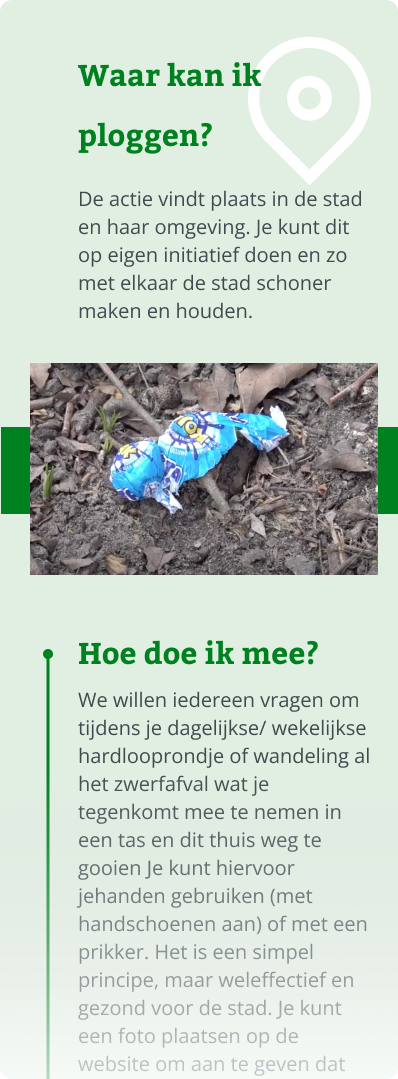 Waar kan ik
ploggen?
De actie vindt plaats in de stad
en haar omgeving. Je kunt dit
op eigen initiatief doen en zo
met elkaar de stad schoner
maken en houden.
Hoe doe ik mee?
We willen iedereen vragen om
tijdens je dagelijkse/ wekelijkse
hardlooprondje of wandeling al
het zwerfafval wat je
tegenkomt mee te nemen in
een tas en dit thuis weg te
gooien Je kunt hiervoor
jehanden gebruiken (met
handschoenen aan) of met een
prikker. Het is een simpel
principe, maar weleffectief en
gezond voor de stad. Je kunt
een foto plaatsen op de
website om aan te geven dat